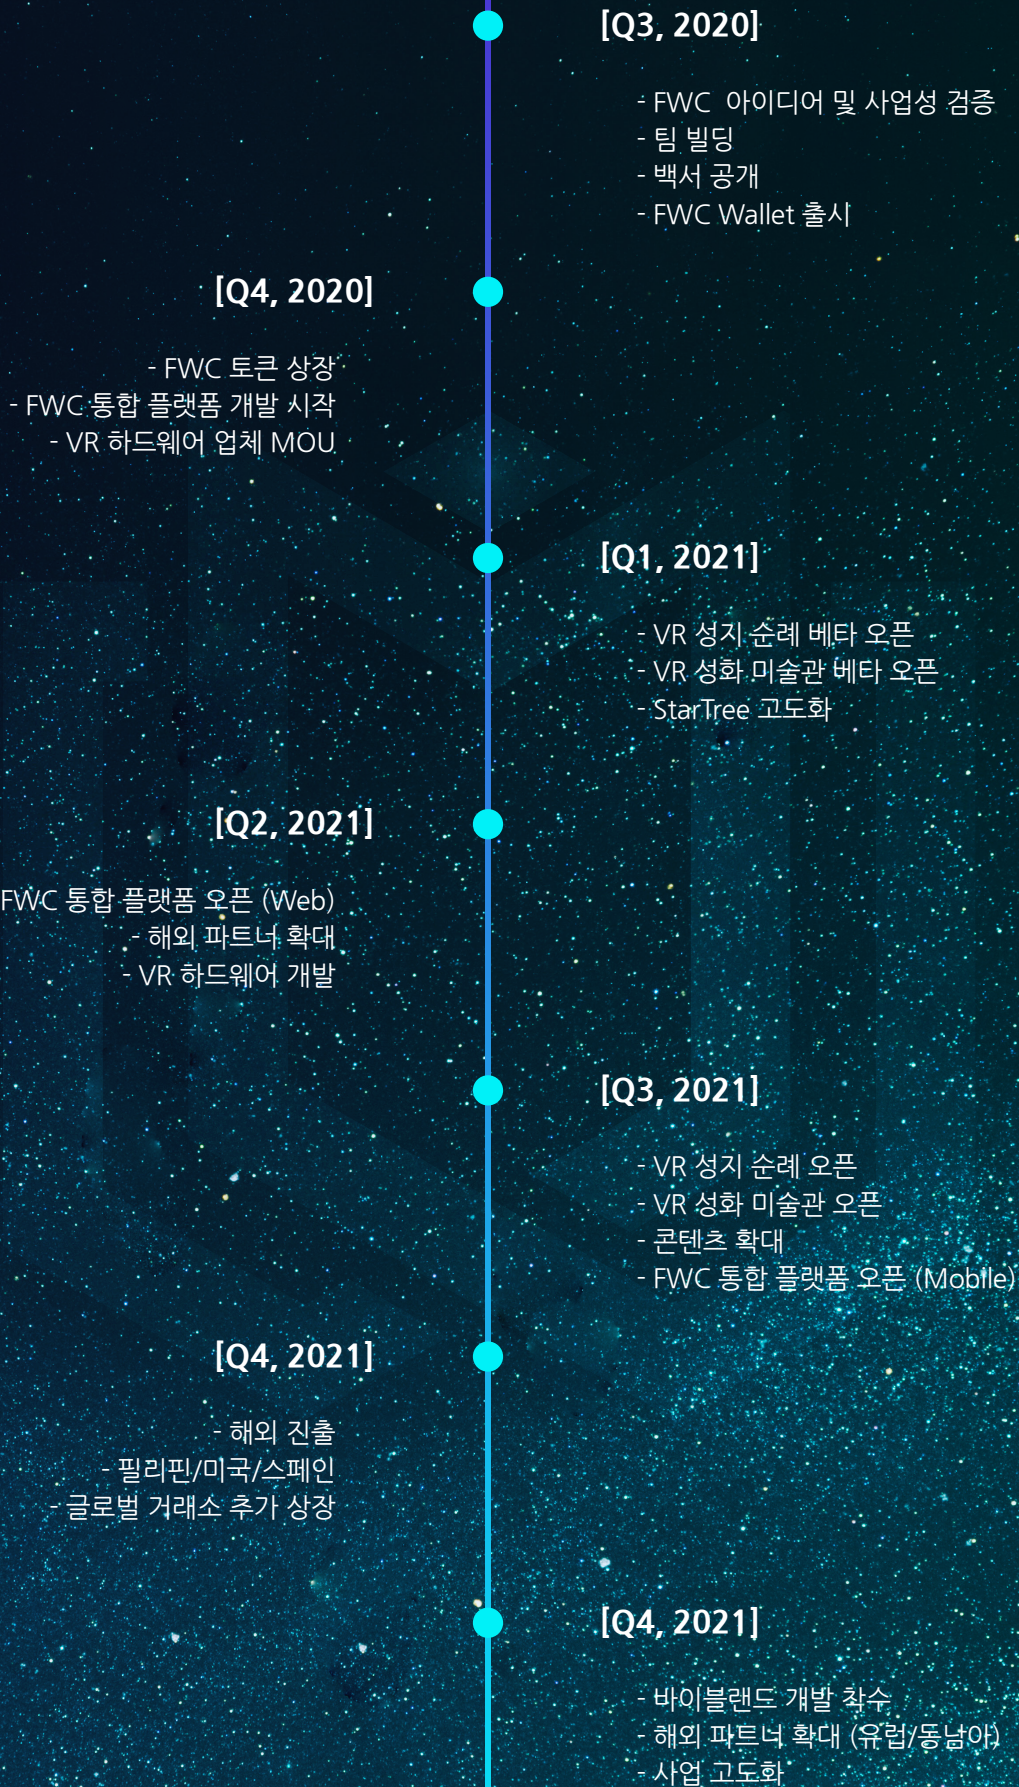 [Q3, 2020]
- FWC 아이디어 및 사업성 검증
- 팀 빌딩
- 백서 공개
- FWC Wallet 출시
[Q4, 2020]
- FWC 토큰 상장
- FWC 통합 플랫폼 개발 시작
- VR 하드웨어 업체 MOU
[Q1, 2021]
- VR 성지 순례 베타 오픈
- VR 성화 미술관 베타 오픈
- StarTree 고도화
[Q2, 2021]
FWC 통합 플랫폼 오픈 (Web)
- 해외 파트너 확대
- VR 하드웨어 개발
[Q3, 2021]
- VR 성지 순례 오픈
- VR 성화 미술관 오픈
- 콘텐츠 확대
- FWC 통합 플랫폼 오픈 (Mobile)
[Q4, 2021]
- 해외 진출
- 필리핀/미국/스페인
- 글로벌 거래소 추가 상장
[Q4, 2021]
- 바이블랜드 개발 착수
- 해외 파트너 확대 (유럽/동남아)
- 사업 고도화